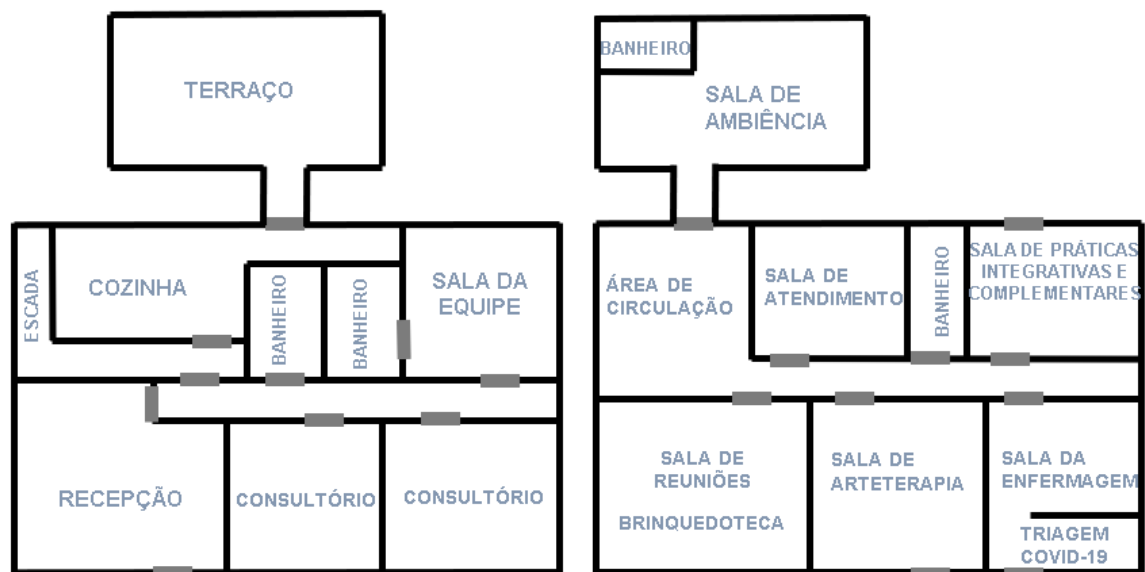 TERRAÇO
ESCADA
COZINHA
BANHEIRO
BANHEIRO
SALA DA
EQUIPE
RECEPÇÃO
CONSULTÓRIO
CONSULTÓRIO
BANHEIRO
SALA DE
AMBIÊNCIA
ÁREA DE
CIRCULAÇÃO
SALA DE
ATENDIMENTO
BANHEIRO
SALA DE PRÁTICAS
INTEGRATIVAS E
COMPLEMENTARES
SALA DE
REUNIÕES
BRINQUEDOTECA
SALA DE
ARTETERAPIA
SALA DA
ENFERMAGEM
TRIAGEM
COVID-19